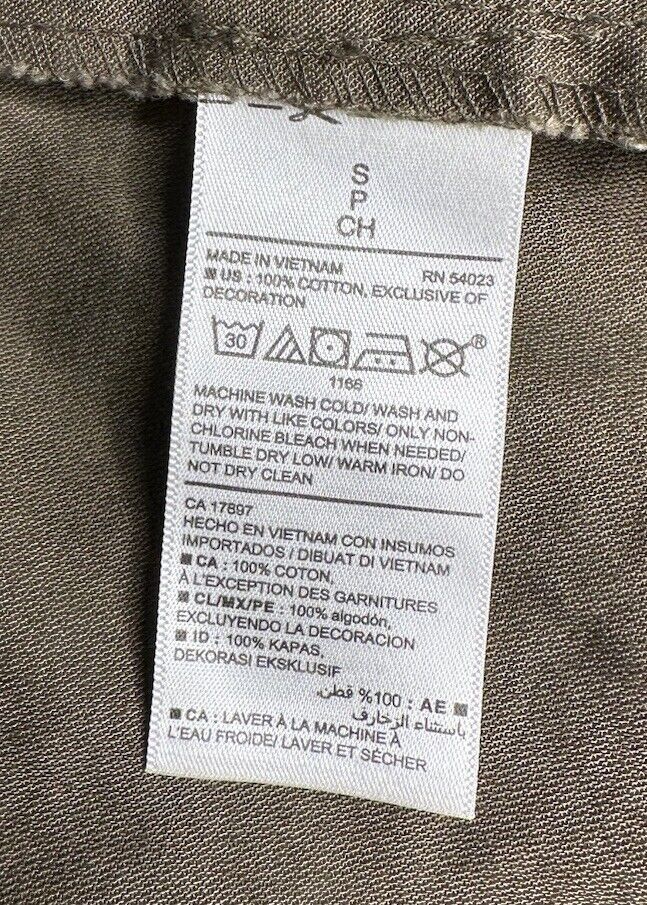 S
P
CH
MADE IN VIETNAM RN 54023
US : 100% COTTON, EXCLUSIVE OF
DECORATION
30 ®
1166
MACHINE WASH COLD/ WASH AND
DRY WITH LIKE COLORS/ ONLY NON-
CHLORINE BLEACH WHEN NEEDED/
TUMBLE DRY LOW/ WARM IRON/ DO
NOT DRY CLEAN
CA 17897
HECHO EN VIETNAM CON INSUMOS
IMPORTADOS / DIBUAT DI VIETNAM
CA : 100% COTON,
À L'EXCEPTION DES GARNITURES
CL/MX/PE : 100% algodón,
EXCLUYENDO LA DECORACION
ID : 100% KAPAS,
DEKORASI EKSKLUSIF
AE : 100% قطن،
باستثناء الزخارف
CA : LAVER À LA MACHINE À
L'EAU FROIDE/ LAVER ET SÉCHER